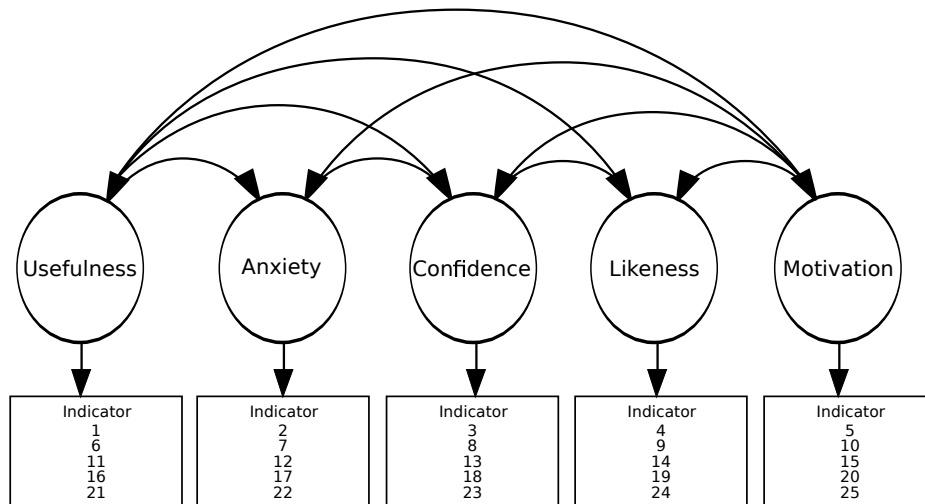 Usefulness
Anxiety
Confidence
Likeness
Motivation
Indicator
1
6
11
16
21
Indicator
2
7
12
17
22
Indicator
3
8
13
18
23
Indicator
4
9
14
19
24
Indicator
5
10
15
20
25